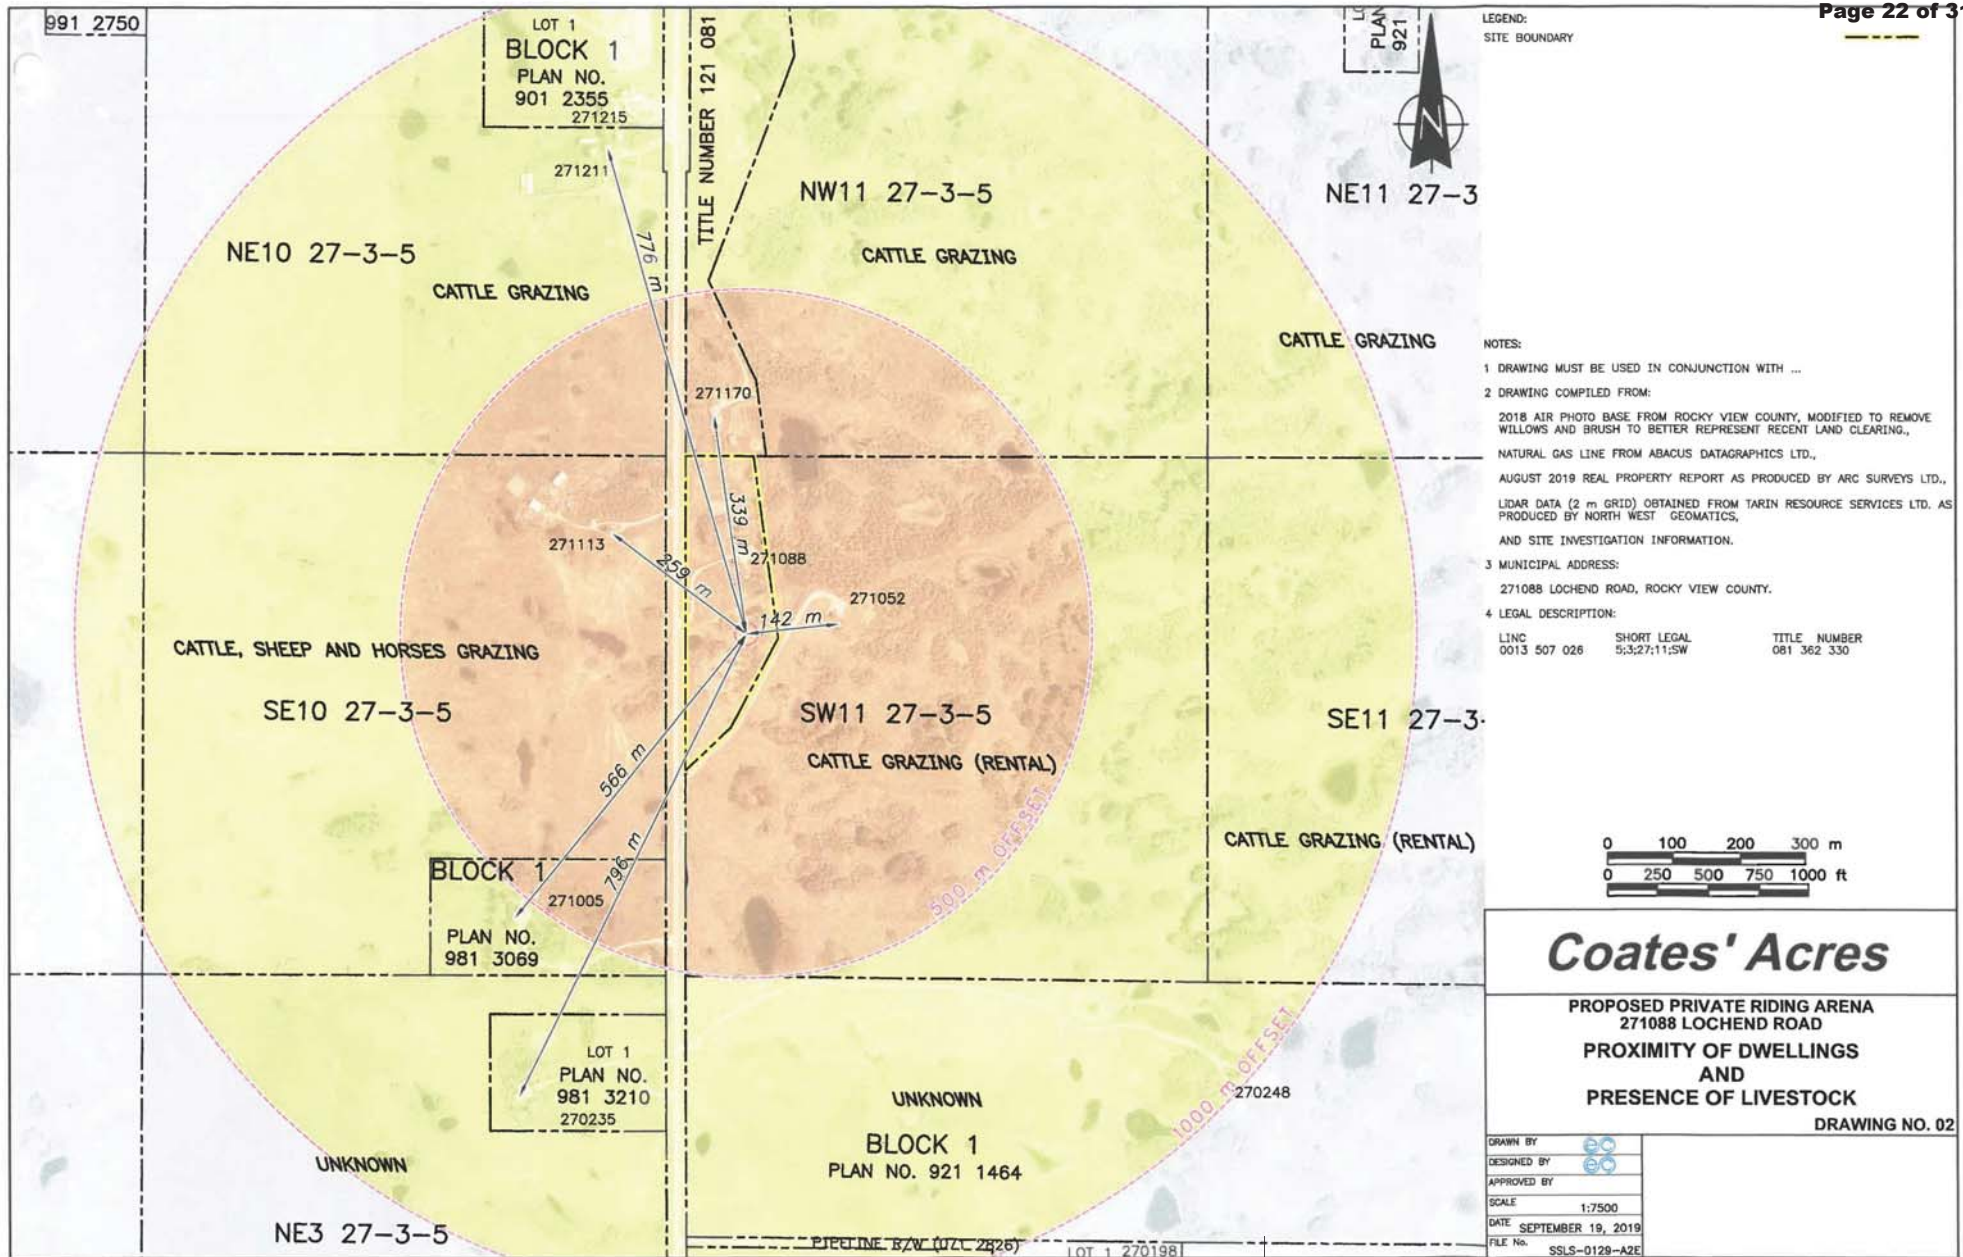 Page 22 of 31
991 2750
LOT 1
BLOCK 1
PLAN NO.
901 2355
271215
271211
TITLE NUMBER 121 081
PLAN
921
N
NW11 27-3-5
CATTLE GRAZING
NE11 27-3
NE10 27-3-5
CATTLE GRAZING
776 m
CATTLE GRAZING
271170
339 m
271113
259 m
271088
271052
142 m
CATTLE, SHEEP AND HORSES GRAZING
SE10 27-3-5
SW11 27-3-5
CATTLE GRAZING (RENTAL)
SE11 27-3-
566 m
796 m
500 m OFFSET
CATTLE GRAZING (RENTAL)
BLOCK 1
271005
PLAN NO.
981 3069
LOT 1
PLAN NO.
981 3210
270235
UNKNOWN
NE3 27-3-5
UNKNOWN
BLOCK 1
PLAN NO. 921 1464
1000 m OFFSET
270248
PIPELINE R/W
LOT 1 270198
LEGEND:
SITE BOUNDARY
NOTES:
1 DRAWING MUST BE USED IN CONJUNCTION WITH ...
2 DRAWING COMPILED FROM:
2018 AIR PHOTO BASE FROM ROCKY VIEW COUNTY, MODIFIED TO REMOVE
WILLOWS AND BRUSH TO BETTER REPRESENT RECENT LAND CLEARING.,
NATURAL GAS LINE FROM ABACUS DATAGRAPHICS LTD.,
AUGUST 2019 REAL PROPERTY REPORT AS PRODUCED BY ARC SURVEYS LTD.,
LiDAR DATA (2 m GRID) OBTAINED FROM TARIN RESOURCE SERVICES LTD. AS
PRODUCED BY NORTH WEST GEOMATICS,
AND SITE INVESTIGATION INFORMATION.
3 MUNICIPAL ADDRESS:
271088 LOCHEND ROAD, ROCKY VIEW COUNTY.
4 LEGAL DESCRIPTION:
LINC SHORT LEGAL TITLE NUMBER
0013 507 026 5;3;27;11;SW 081 362 330
0 100 200 300 m
0 250 500 750 1000 ft
Coates' Acres
PROPOSED PRIVATE RIDING ARENA
271088 LOCHEND ROAD
PROXIMITY OF DWELLINGS
AND
PRESENCE OF LIVESTOCK
DRAWING NO. 02
DRAWN BY ec
DESIGNED BY ec
APPROVED BY
SCALE 1:7500
DATE SEPTEMBER 19, 2019
FILE No. SSLS-0129-A2E